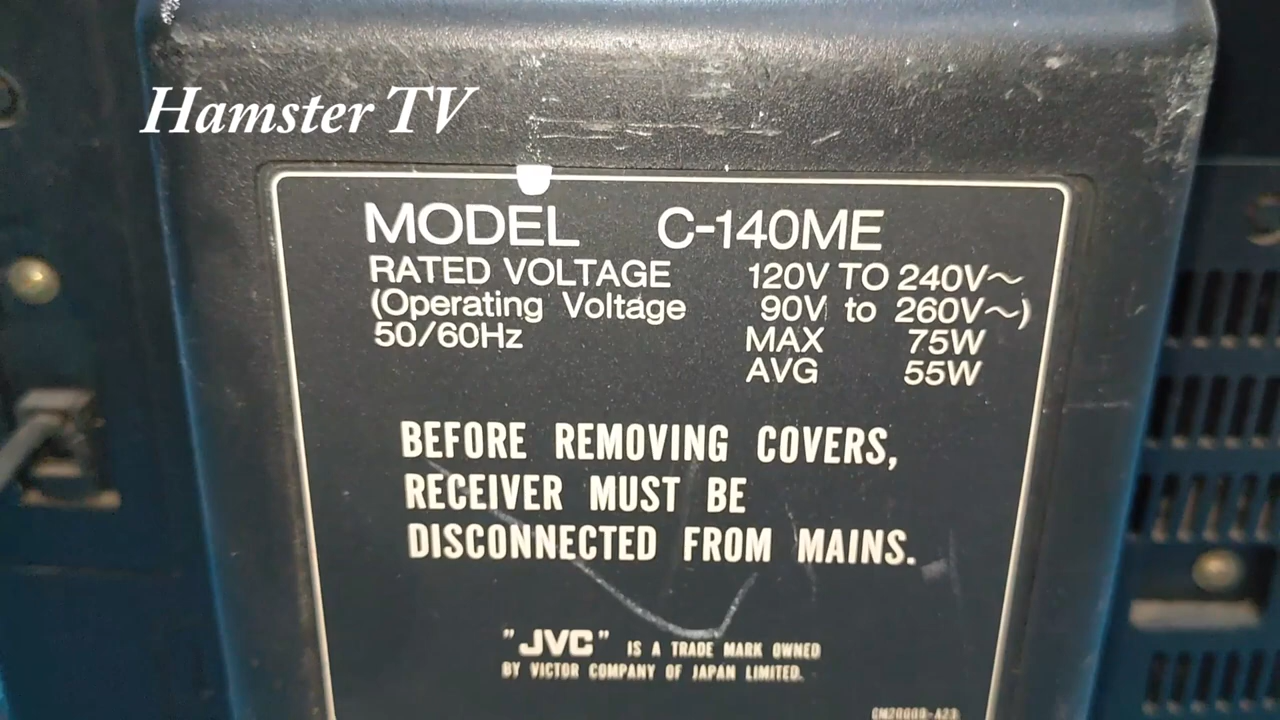 Hamster TV
MODEL C-140ME
RATED VOLTAGE 120V TO 240V～
(Operating Voltage 90V to 260V～)
50/60Hz MAX 75W
AVG 55W
BEFORE REMOVING COVERS,
RECEIVER MUST BE
DISCONNECTED FROM MAINS.
"JVC" IS A TRADE MARK OWNED
BY VICTOR COMPANY OF JAPAN LIMITED.